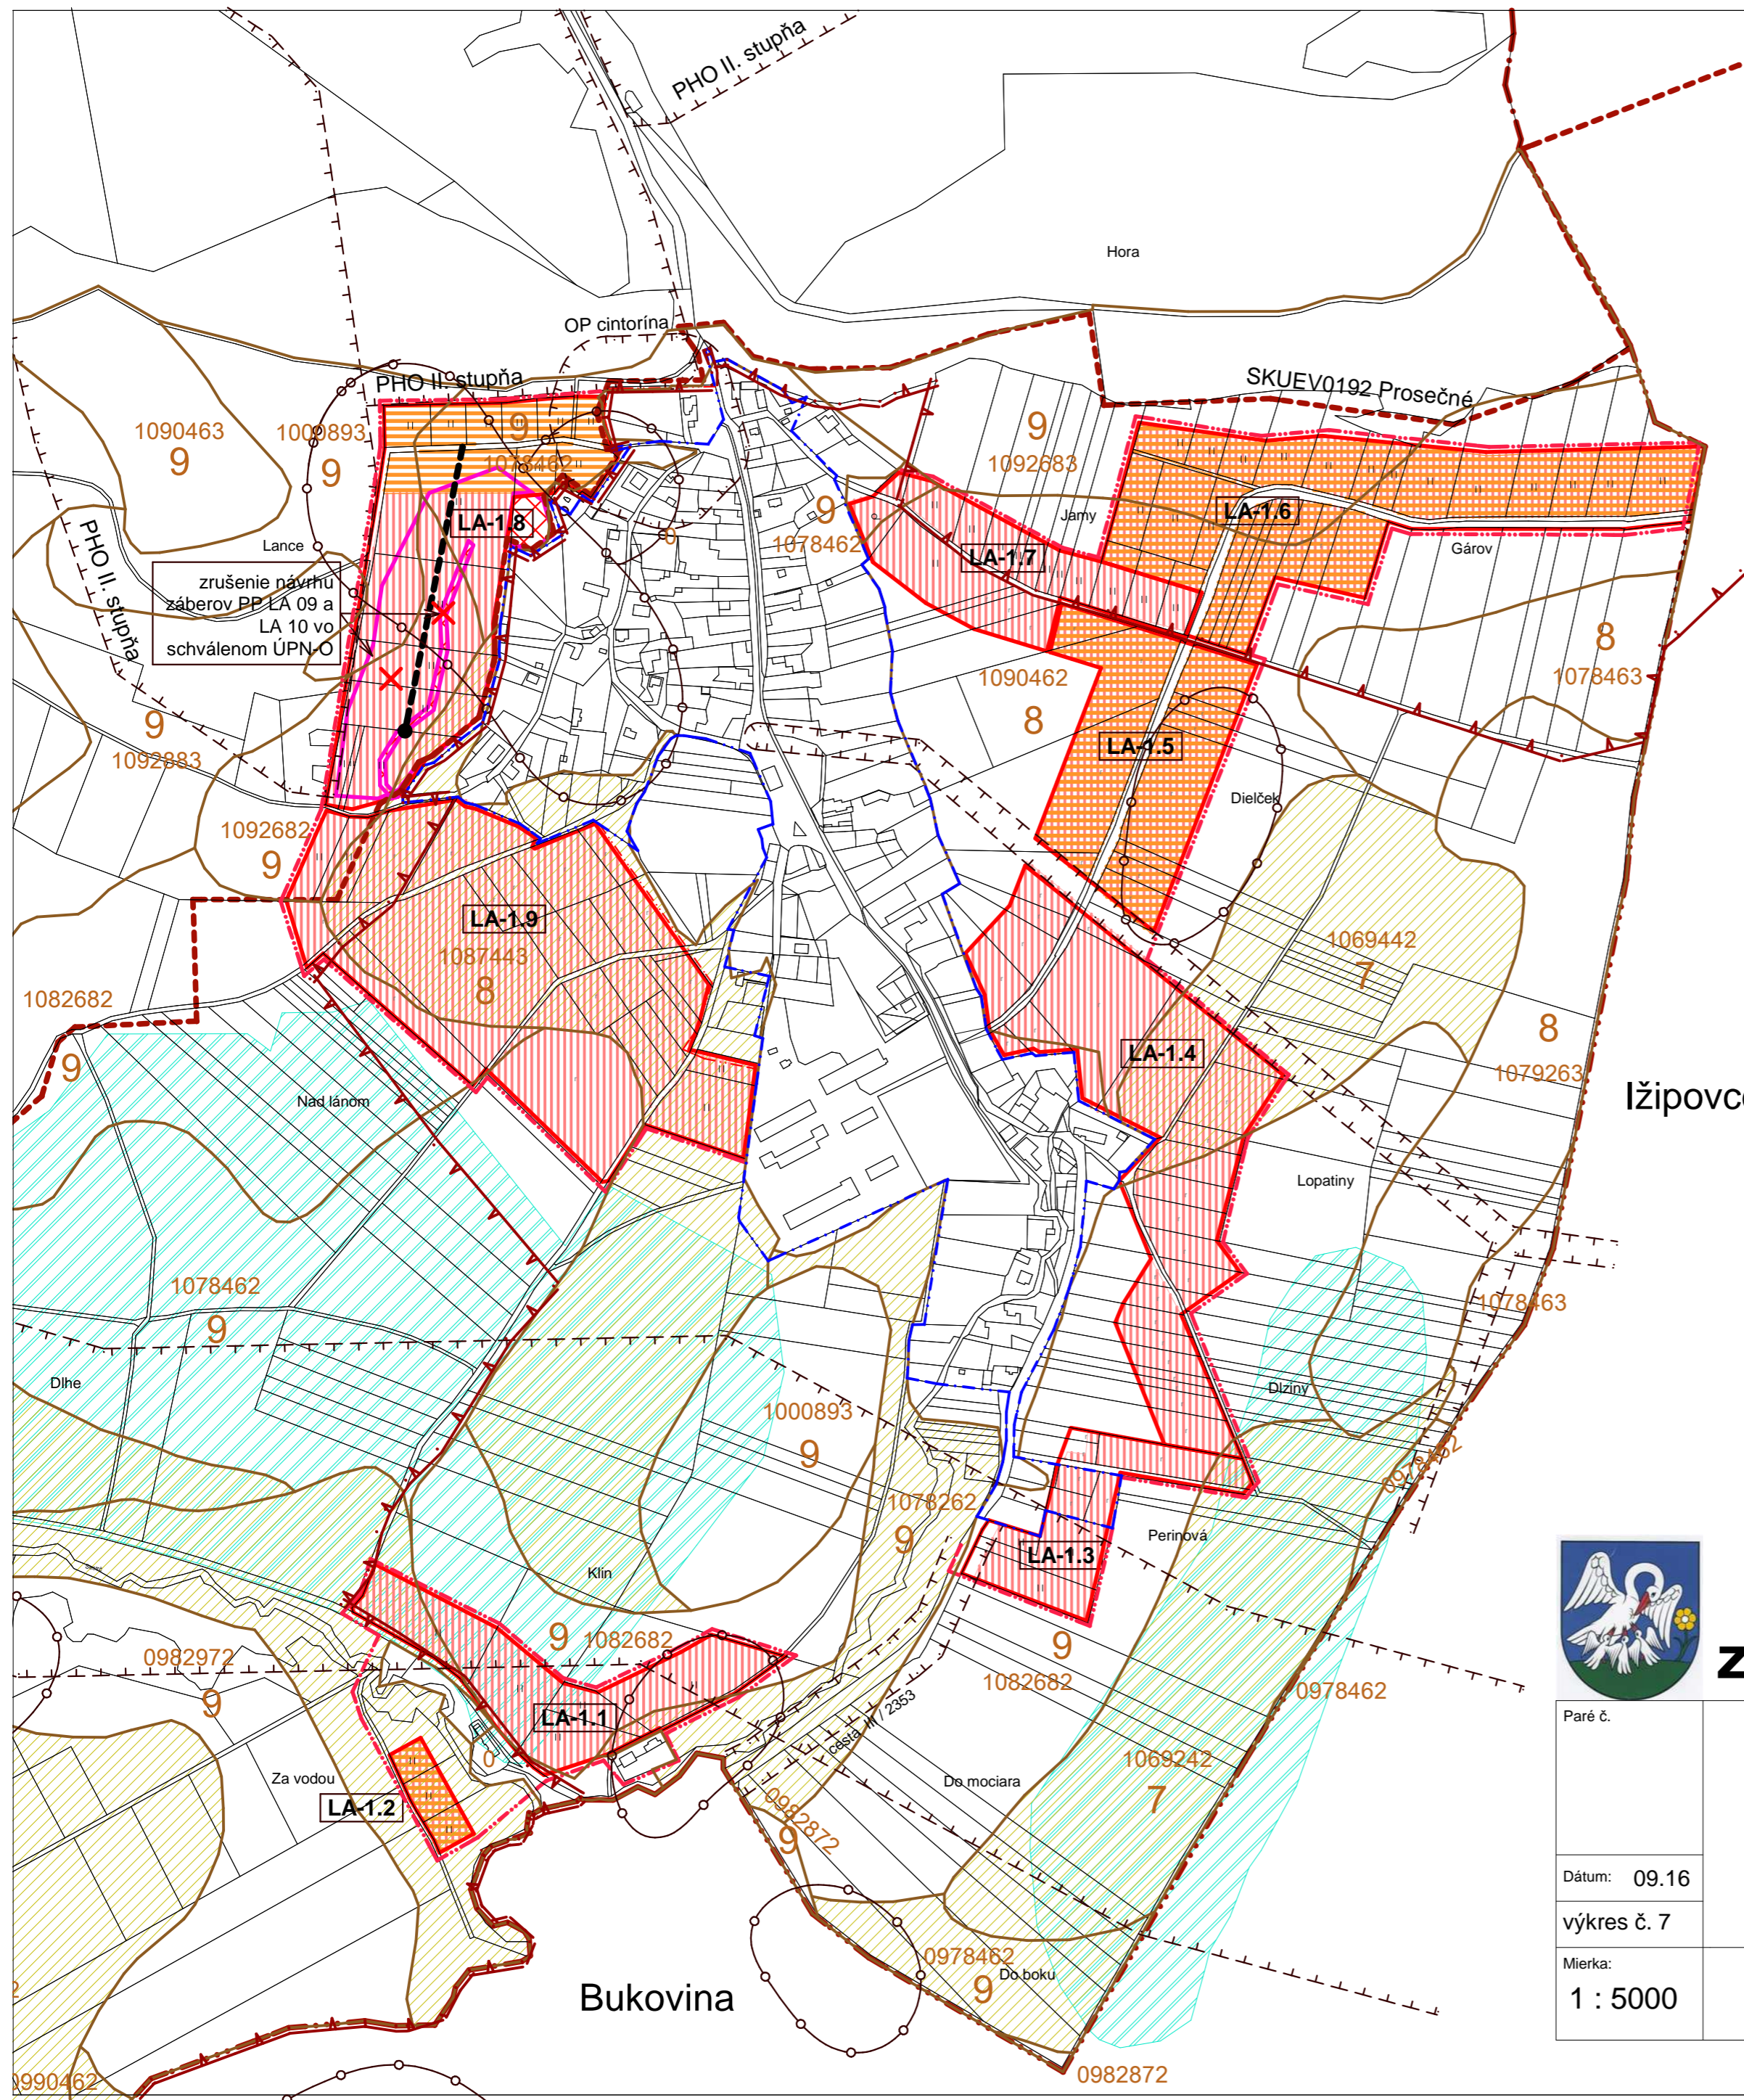 PHO II. stupňa
Hora
OP cintorína
PHO II. stupňa
SKUEV0192 Prosečné
1090463
9
1000893
9
9
1078462
9
1092683
LA-1.8
9
1078462
Jamy
LA-1.6
LA-1.7
Gárov
Lance
PHO II. stupňa
zrušenie návrhu
záberov PP LA 09 a
LA 10 vo
schválenom ÚPN-O
0
8
1078463
1090462
8
9
1092883
LA-1.5
Dielček
1092682
9
LA-1.9
1087443
8
1069442
7
1082682
9
8
1079263
LA-1.4
Nad lánom
Ižipovce
Lopatiny
1078462
9
1078463
Dlhe
Dlziny
1000893
9
0978462
1078262
9
Perinová
LA-1.3
Klin
9
1082682
9
1082682
0982972
9
0978462
LA-1.1
cesta III / 2353
0
Za vodou
LA-1.2
1069242
7
Do mociara
0982872
9
0978462
9
Do boku
Bukovina
0982872
0990462
2
z
Paré č.
Dátum: 09.16
výkres č. 7
Mierka:
1 : 5000